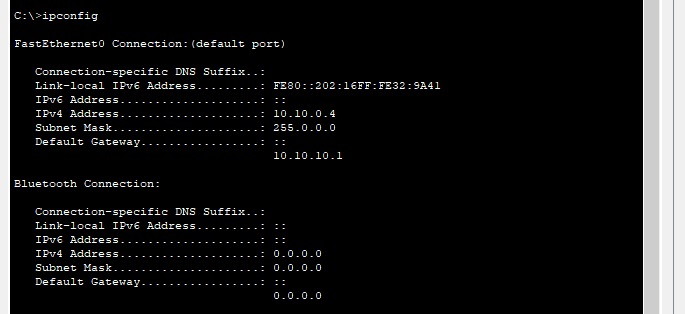 C:\>ipconfig
FastEthernet0 Connection:(default port)
Connection-specific DNS Suffix..:
Link-local IPv6 Address.........: FE80::202:16FF:FE32:9A41
IPv6 Address....................: ::
IPv4 Address....................: 10.10.0.4
Subnet Mask.....................: 255.0.0.0
Default Gateway.................: ::
10.10.10.1
Bluetooth Connection:
Connection-specific DNS Suffix..:
Link-local IPv6 Address.........: ::
IPv6 Address....................: ::
IPv4 Address....................: 0.0.0.0
Subnet Mask.....................: 0.0.0.0
Default Gateway.................: ::
0.0.0.0